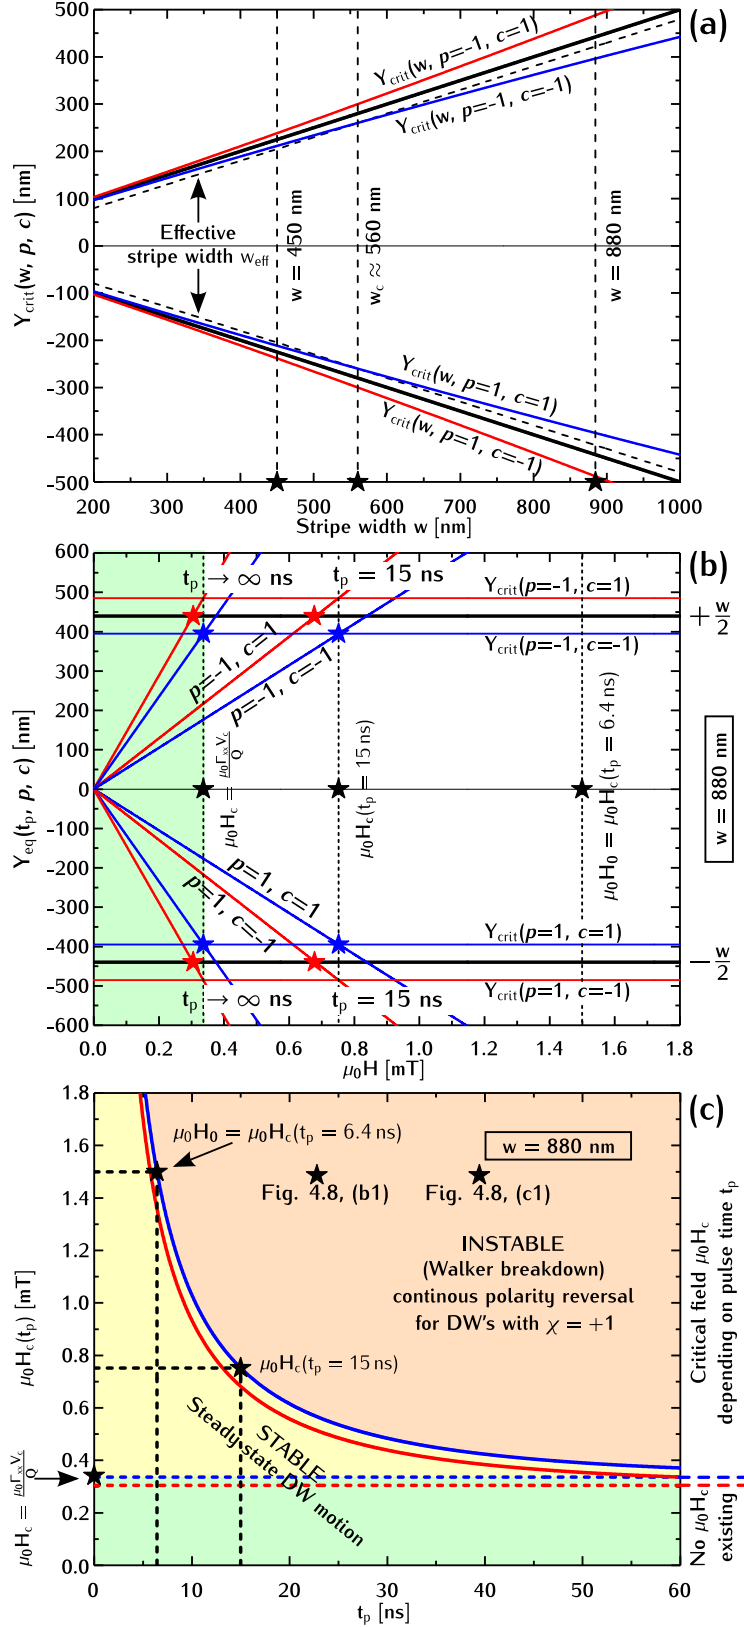 (a)
500
400
300
200
100
0
-100
-200
-300
-400
-500
Y_crit(w, p, c) [nm]
Y_crit(w, p=-1, c=1)
Y_crit(w, p=-1, c=-1)
Effective
stripe width w_eff
w = 450 nm
w_c ≈ 560 nm
w = 880 nm
Y_crit(w, p=1, c=1)
Y_crit(w, p=1, c=-1)
200 300 400 500 600 700 800 900 1000
Stripe width w [nm]
(b)
600
500
400
300
200
100
0
-100
-200
-300
-400
-500
-600
Y_eq(t_p, p, c) [nm]
t_p → ∞ ns
t_p = 15 ns
Y_crit(p=-1, c=1)
+ w/2
Y_crit(p=-1, c=-1)
p=-1, c=1
p=-1, c=-1
μ₀H_c = μ₀Γ_xx V_c / Q
μ₀H_c(t_p = 15 ns)
μ₀H₀ = μ₀H_c(t_p = 6.4 ns)
w = 880 nm
p=1, c=1
p=1, c=-1
Y_crit(p=1, c=1)
− w/2
Y_crit(p=1, c=-1)
t_p → ∞ ns
t_p = 15 ns
0.0 0.2 0.4 0.6 0.8 1.0 1.2 1.4 1.6 1.8
μ₀H [mT]
(c)
1.8
1.6
1.4
1.2
1.0
0.8
0.6
0.4
0.2
0.0
μ₀H_c(t_p) [mT]
μ₀H_c = μ₀Γ_xx V_c / Q
μ₀H₀ = μ₀H_c(t_p = 6.4 ns)
w = 880 nm
Fig. 4.8, (b1)
Fig. 4.8, (c1)
INSTABLE
(Walker breakdown)
continous polarity reversal
for DW's with χ = +1
μ₀H_c(t_p = 15 ns)
STABLE
Steady-state DW motion
Critical field μ₀H_c
depending on pulse time t_p
No μ₀H_c
existing
0 10 20 30 40 50 60
t_p [ns]